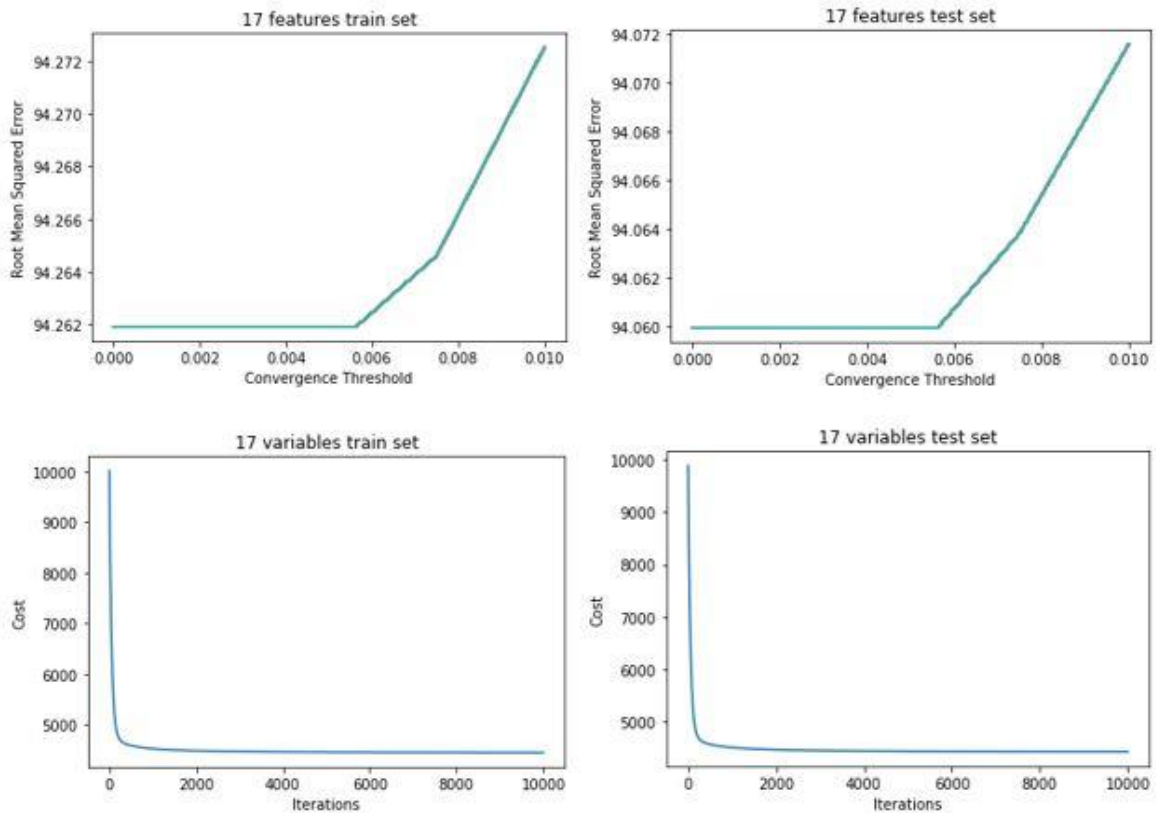 17 features train set
Root Mean Squared Error
94.272
94.270
94.268
94.266
94.264
94.262
0.000 0.002 0.004 0.006 0.008 0.010
Convergence Threshold
17 features test set
Root Mean Squared Error
94.072
94.070
94.068
94.066
94.064
94.062
94.060
0.000 0.002 0.004 0.006 0.008 0.010
Convergence Threshold
17 variables train set
Cost
10000
9000
8000
7000
6000
5000
0 2000 4000 6000 8000 10000
Iterations
17 variables test set
Cost
10000
9000
8000
7000
6000
5000
0 2000 4000 6000 8000 10000
Iterations